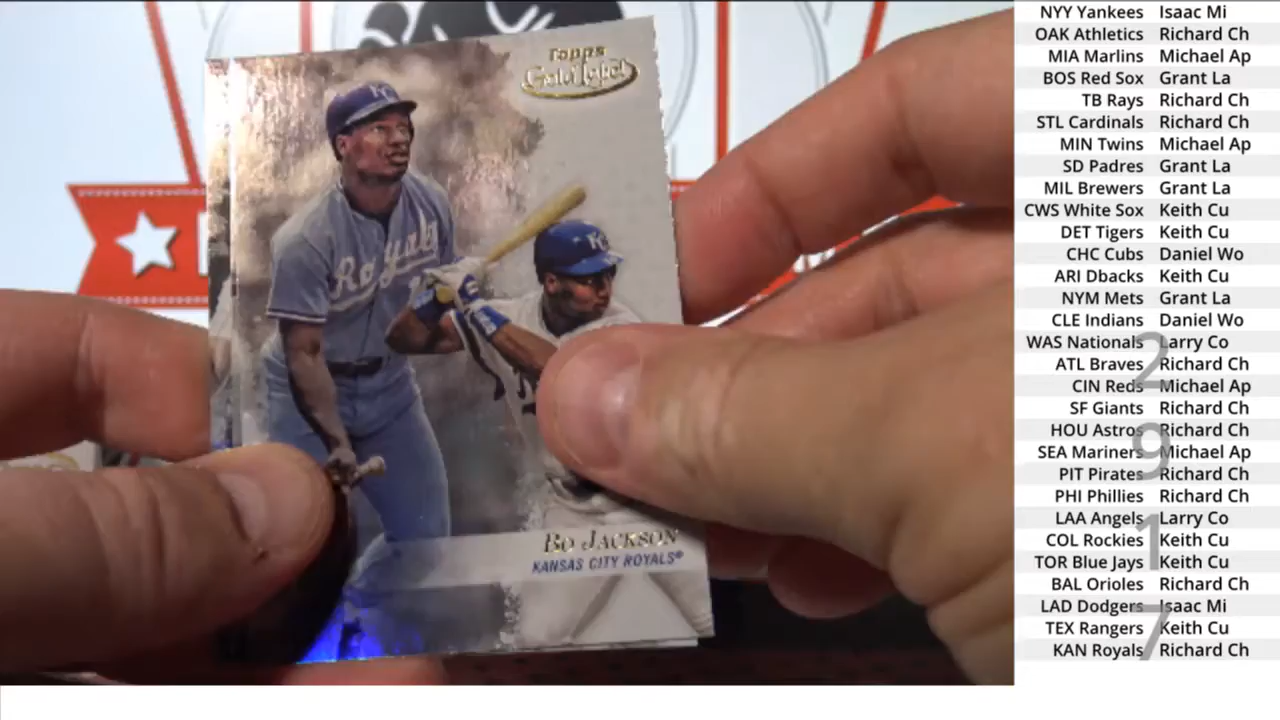 Topps
Gold Label
KC
Royals
KC
BO JACKSON
KANSAS CITY ROYALS®
NYY Yankees Isaac Mi
OAK Athletics Richard Ch
MIA Marlins Michael Ap
BOS Red Sox Grant La
TB Rays Richard Ch
STL Cardinals Richard Ch
MIN Twins Michael Ap
SD Padres Grant La
MIL Brewers Grant La
CWS White Sox Keith Cu
DET Tigers Keith Cu
CHC Cubs Daniel Wo
ARI Dbacks Keith Cu
NYM Mets Grant La
CLE Indians Daniel Wo
WAS Nationals Larry Co
ATL Braves Richard Ch
CIN Reds Michael Ap
SF Giants Richard Ch
HOU Astros Richard Ch
SEA Mariners Michael Ap
PIT Pirates Richard Ch
PHI Phillies Richard Ch
LAA Angels Larry Co
COL Rockies Keith Cu
TOR Blue Jays Keith Cu
BAL Orioles Richard Ch
LAD Dodgers Isaac Mi
TEX Rangers Keith Cu
KAN Royals Richard Ch
2
9
1
7